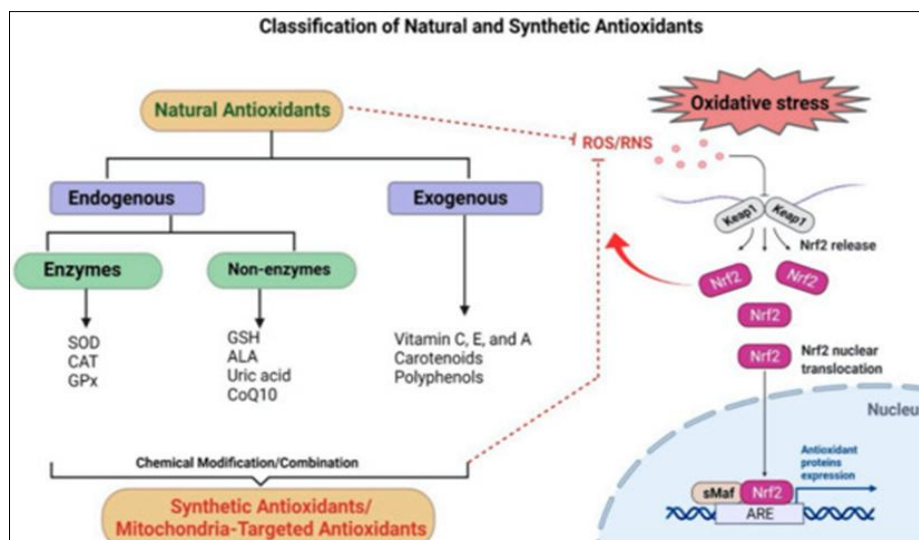 Classification of Natural and Synthetic Antioxidants
Natural Antioxidants
Oxidative stress
ROS/RNS
Endogenous
Exogenous
Keap1
Keap1
Nrf2 release
Enzymes
Non-enzymes
Nrf2
Nrf2
Nrf2
SOD
CAT
GPx
GSH
ALA
Uric acid
CoQ10
Vitamin C, E, and A
Carotenoids
Polyphenols
Nrf2
Nrf2 nuclear
translocation
Nucleu
Chemical Modification/Combination
Synthetic Antioxidants/
Mitochondria-Targeted Antioxidants
Antioxidant
proteins
expression
sMaf
Nrf2
ARE